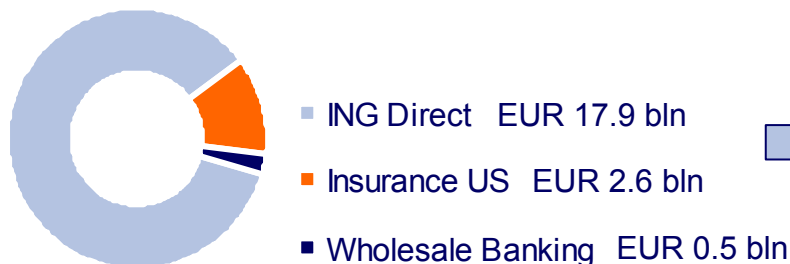 ING Direct EUR 17.9 bln
Insurance US EUR 2.6 bln
Wholesale Banking EUR 0.5 bln